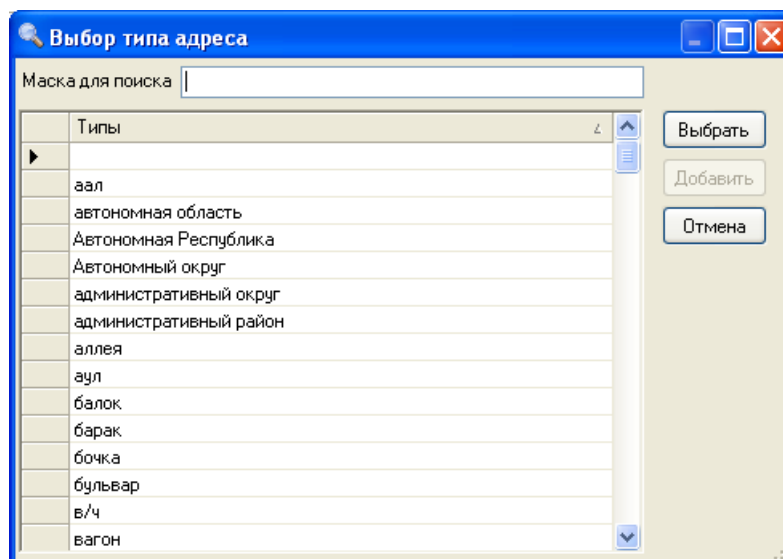 Выбор типа адреса
Маска для поиска
Типы
Выбрать
аал
Добавить
автономная область
Автономная Республика
Отмена
Автономный округ
административный округ
административный район
аллея
аул
балок
барак
бочка
бульвар
в/ч
вагон